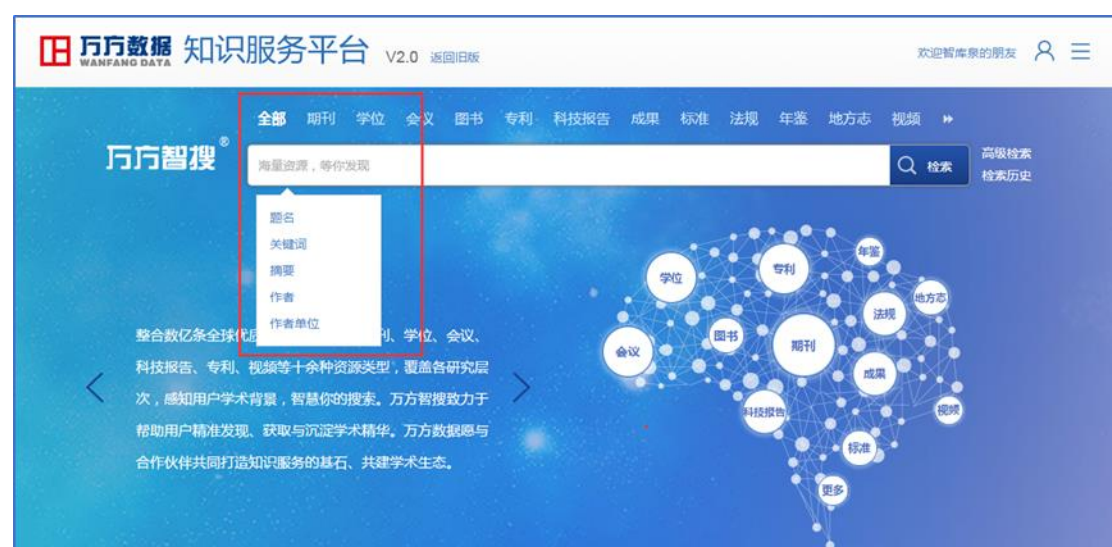 万方数据 知识服务平台 V2.0 返回旧版
WANFANG DATA
欢迎智库泉的朋友
全部 期刊 学位 会议 图书 专利 科技报告 成果 标准 法规 年鉴 地方志 视频
万方智搜®
海量资源，等你发现
检索
高级检索
检索历史
题名
关键词
摘要
作者
作者单位
整合数亿条全球优 刊、学位、会议、
科技报告、专利、视频等十余种资源类型，覆盖各研究层
次，感知用户学术背景，智慧你的搜索。万方智搜致力于
帮助用户精准发现、获取与沉淀学术精华。万方数据愿与
合作伙伴共同打造知识服务的基石、共建学术生态。
年鉴
专利
学位
地方志
法规
图书
期刊
会议
成果
科技报告
视频
标准
更多